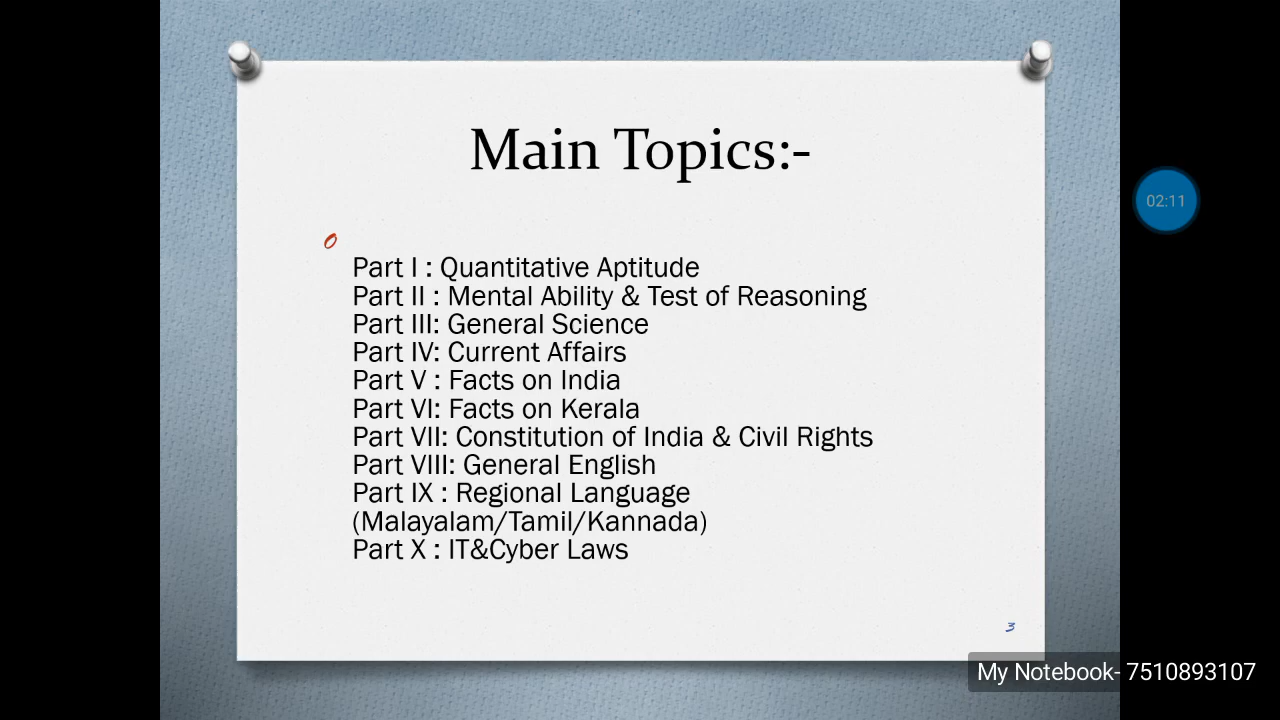 Main Topics:-
Part I : Quantitative Aptitude
Part II : Mental Ability & Test of Reasoning
Part III: General Science
Part IV: Current Affairs
Part V : Facts on India
Part VI: Facts on Kerala
Part VII: Constitution of India & Civil Rights
Part VIII: General English
Part IX : Regional Language
(Malayalam/Tamil/Kannada)
Part X : IT&Cyber Laws
3
02:11
My Notebook- 7510893107